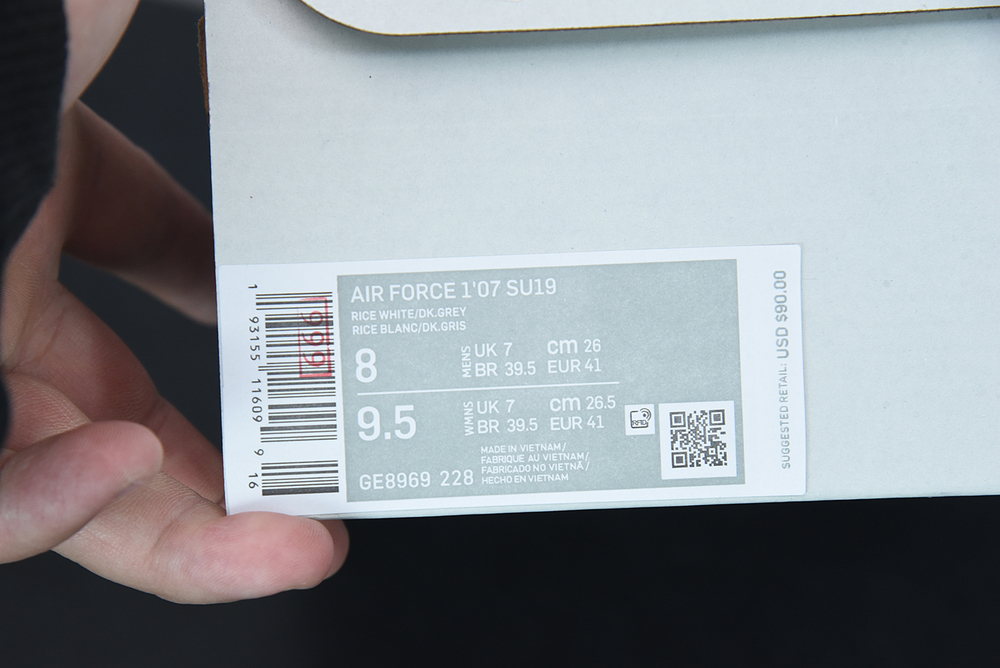 AIR FORCE 1'07 SU19
RICE WHITE/DK.GREY
RICE BLANC/DK.GRIS
8
MENS
UK 7 cm 26
BR 39.5 EUR 41
9.5
WMNS
UK 7 cm 26.5
BR 39.5 EUR 41
GE8969 228
MADE IN VIETNAM/
FABRIQUE AU VIETNAM/
FABRICADO NO VIETNÃ/
HECHO EN VIETNAM
RFID
1 93155 11609 9 16
999
SUGGESTED RETAIL: USD $90.00